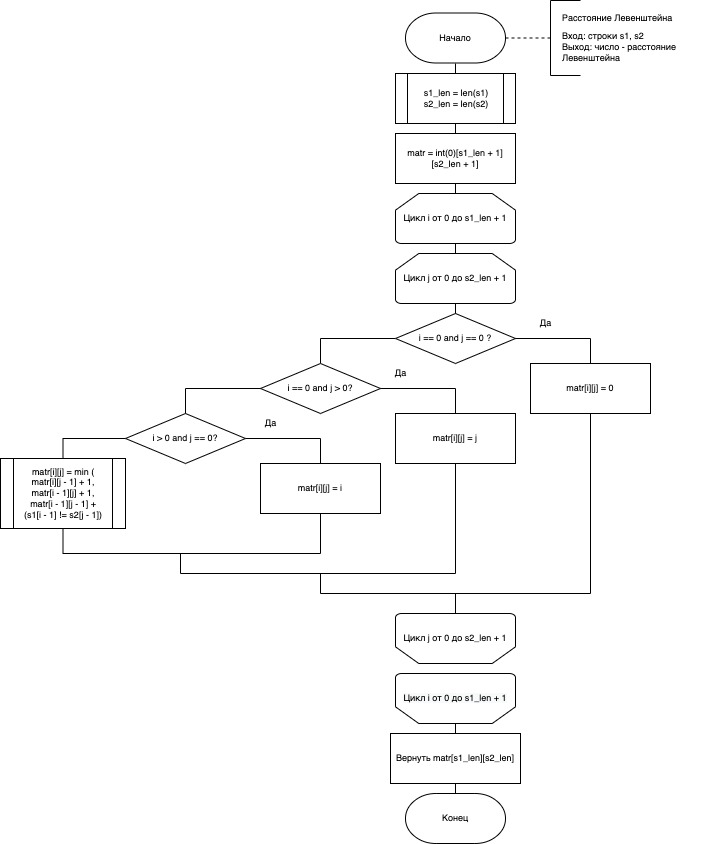 Начало
Расстояние Левенштейна
Вход: строки s1, s2
Выход: число - расстояние
Левенштейна
s1_len = len(s1)
s2_len = len(s2)
matr = int(0)[s1_len + 1]
[s2_len + 1]
Цикл i от 0 до s1_len + 1
Цикл j от 0 до s2_len + 1
i == 0 and j == 0 ?
Да
matr[i][j] = 0
i == 0 and j > 0?
Да
matr[i][j] = j
i > 0 and j == 0?
Да
matr[i][j] = i
matr[i][j] = min (
matr[i][j - 1] + 1,
matr[i - 1][j] + 1,
matr[i - 1][j - 1] +
(s1[i - 1] != s2[j - 1])
Цикл j от 0 до s2_len + 1
Цикл i от 0 до s1_len + 1
Вернуть matr[s1_len][s2_len]
Конец